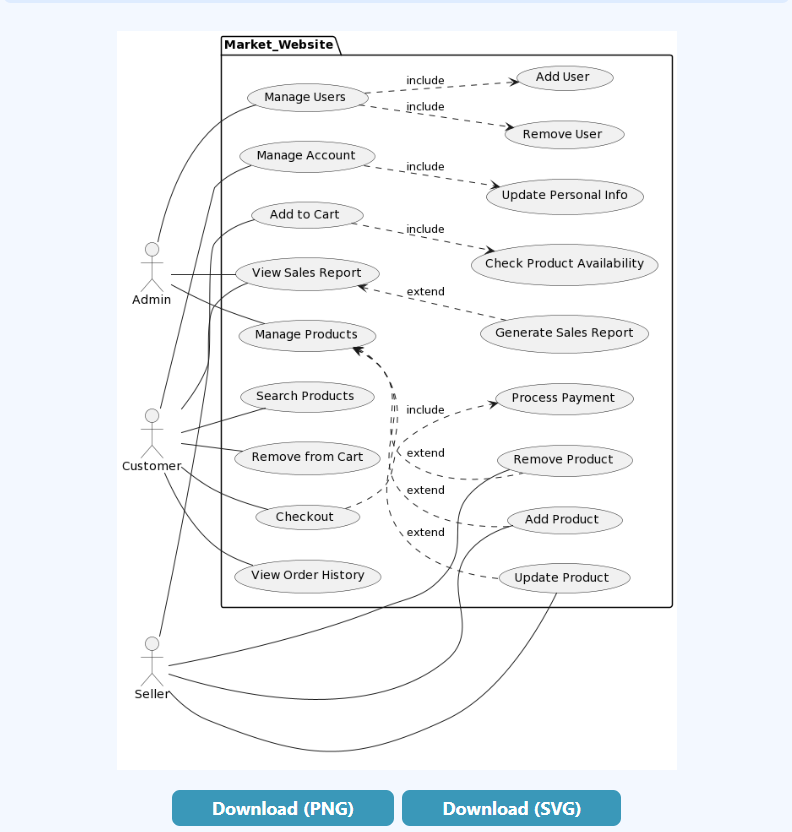 Market_Website
Add User
include
Manage Users
include
Remove User
Manage Account
include
Update Personal Info
Add to Cart
include
Check Product Availability
View Sales Report
extend
Admin
Manage Products
Generate Sales Report
Search Products
Process Payment
include
Customer
Remove from Cart
extend
Remove Product
extend
Checkout
Add Product
extend
View Order History
Update Product
Seller
Download (PNG)
Download (SVG)